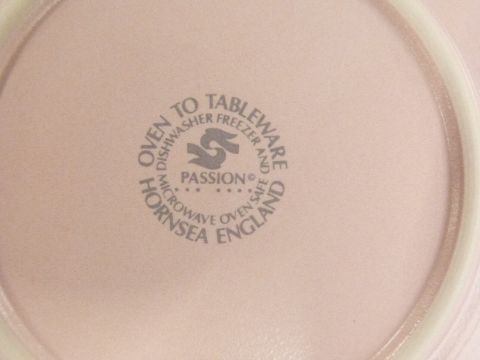 OVEN TO TABLEWARE
DISHWASHER FREEZER AND
PASSION©
MICROWAVE OVEN SAFE
HORNSEA ENGLAND